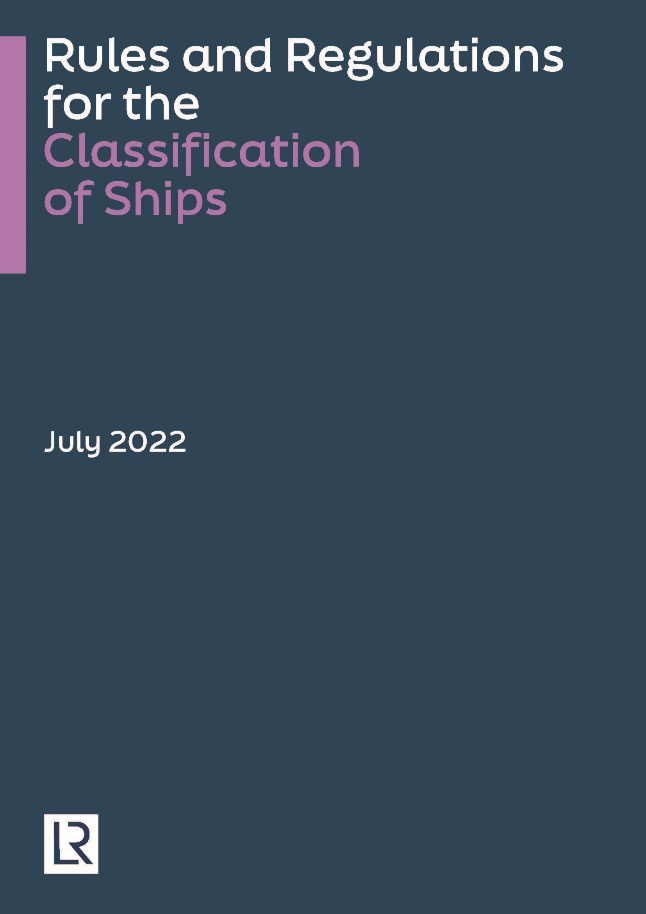 Rules and Regulations
for the
Classification
of Ships
July 2022
LR